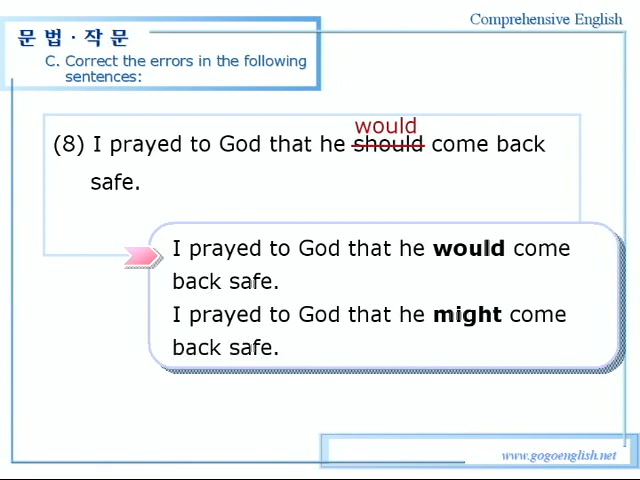 Comprehensive English
문 법 · 작 문
C. Correct the errors in the following
sentences:
would
(8) I prayed to God that he should come back
safe.
I prayed to God that he would come
back safe.
I prayed to God that he might come
back safe.
www.gogoenglish.net